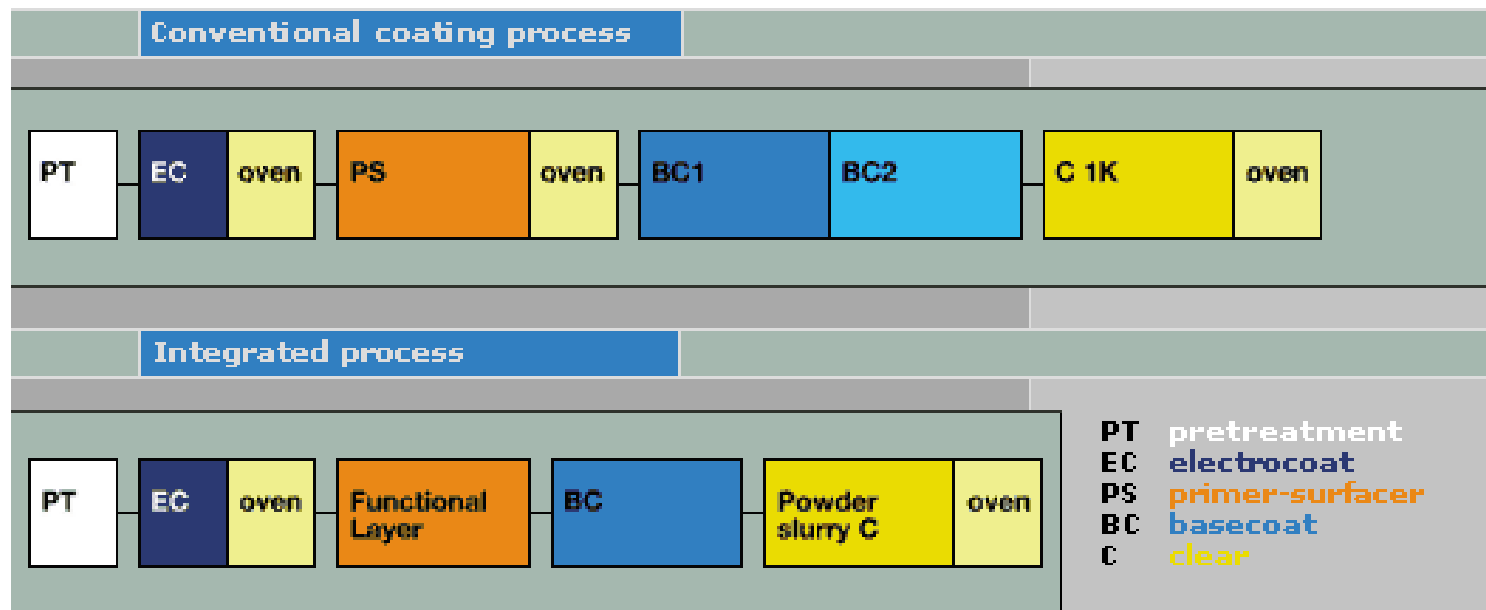 Conventional coating process
PT EC oven PS oven BC1 BC2 C 1K oven
Integrated process
PT EC oven Functional Layer BC Powder slurry C oven
PT pretreatment
EC electrocoat
PS primer-surfacer
BC basecoat
C clear